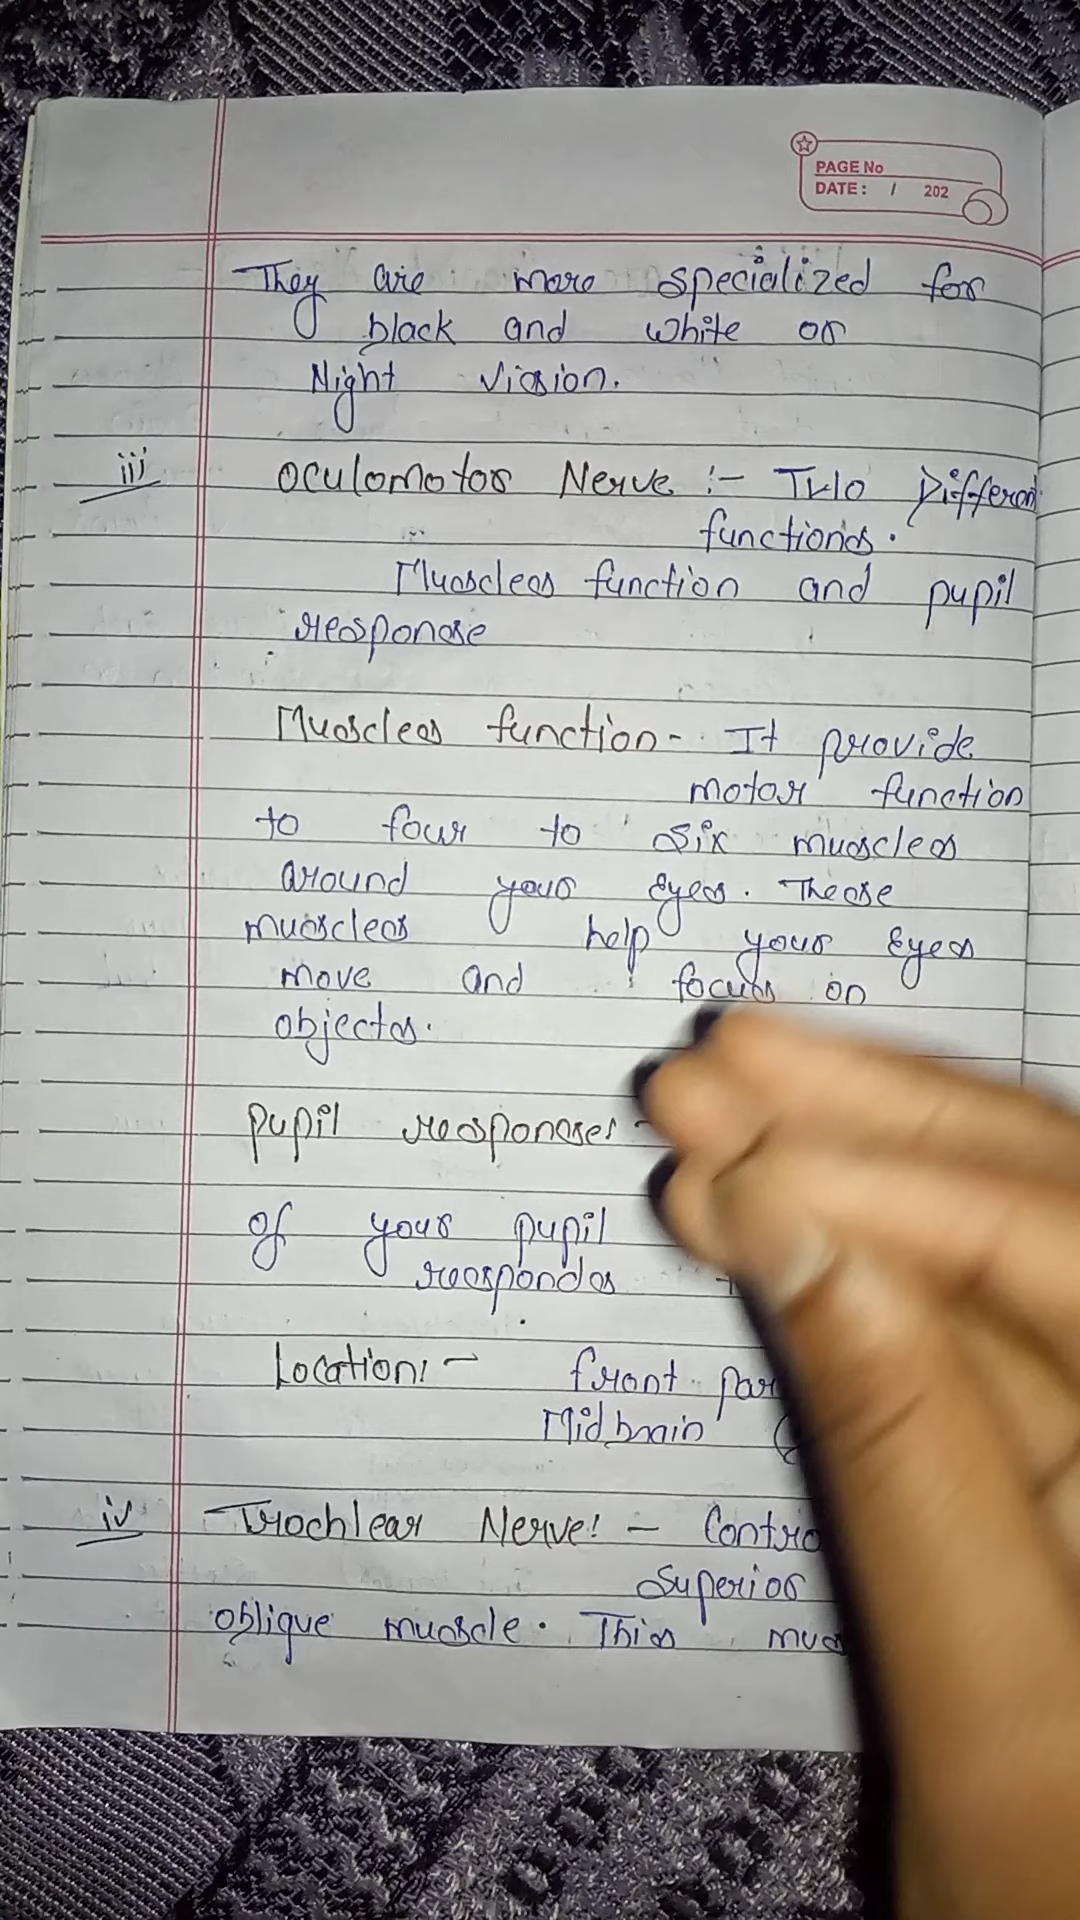 PAGE No
DATE: / 202
They are more specialized for
black and white or
Night Vision.
iii Oculomotor Nerve :- Two Different
functions.
Muscles function and pupil
response
Muscles function - It provide
motor function
to four to six muscles
around your eyes. These
muscles help your eyes
move and focus on
objects.
Pupil responses -
of your pupil
responds
Location :- front
Midbrain
iv Trochlear Nerve :-
Superior
oblique muscle. This